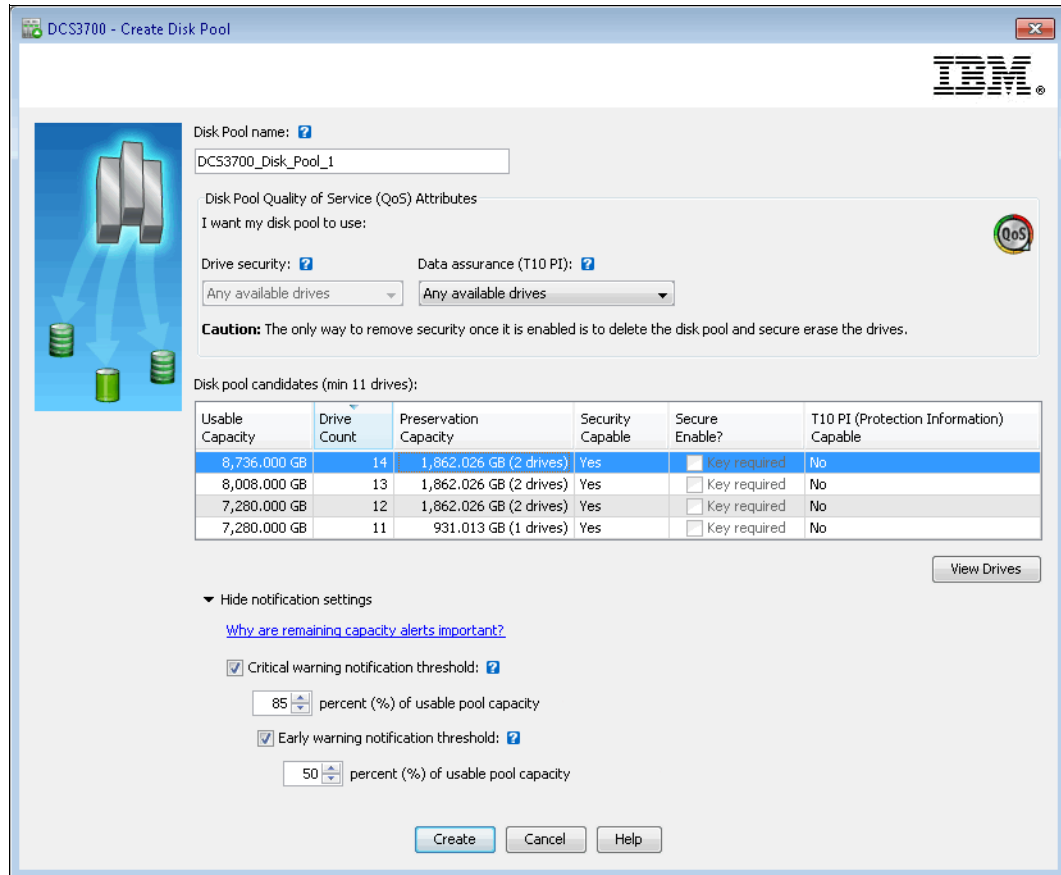 DCS3700 - Create Disk Pool
IBM®
Disk Pool name: ?
DCS3700_Disk_Pool_1
Disk Pool Quality of Service (QoS) Attributes
I want my disk pool to use:
QoS
Drive security: ? Data assurance (T10 PI): ?
Any available drives Any available drives
Caution: The only way to remove security once it is enabled is to delete the disk pool and secure erase the drives.
Disk pool candidates (min 11 drives):
Usable Capacity Drive Count Preservation Capacity Security Capable Secure Enable? T10 PI (Protection Information) Capable
8,736.000 GB 14 1,862.026 GB (2 drives) Yes Key required No
8,008.000 GB 13 1,862.026 GB (2 drives) Yes Key required No
7,280.000 GB 12 1,862.026 GB (2 drives) Yes Key required No
7,280.000 GB 11 931.013 GB (1 drives) Yes Key required No
View Drives
Hide notification settings
Why are remaining capacity alerts important?
Critical warning notification threshold: ?
85 percent (%) of usable pool capacity
Early warning notification threshold: ?
50 percent (%) of usable pool capacity
Create Cancel Help